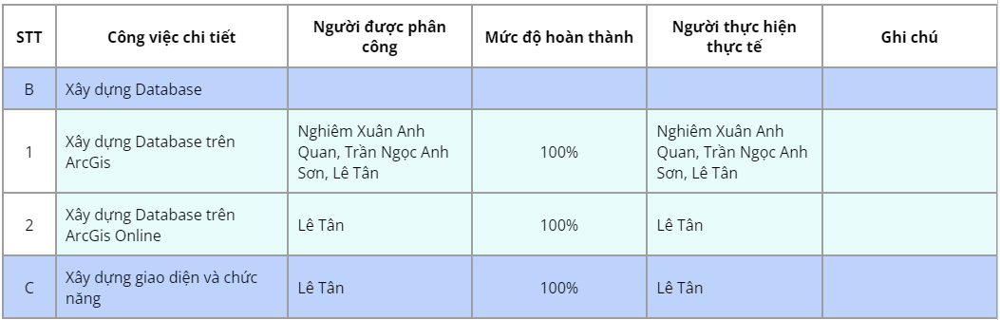 STT
Công việc chi tiết
Người được phân
công
Mức độ hoàn thành
Người thực hiện
thực tế
Ghi chú
B
Xây dựng Database
1
Xây dựng Database trên
ArcGis
Nghiêm Xuân Anh
Quan, Trần Ngọc Anh
Sơn, Lê Tân
100%
Nghiêm Xuân Anh
Quan, Trần Ngọc Anh
Sơn, Lê Tân
2
Xây dựng Database trên
ArcGis Online
Lê Tân
100%
Lê Tân
C
Xây dựng giao diện và chức
năng
Lê Tân
100%
Lê Tân